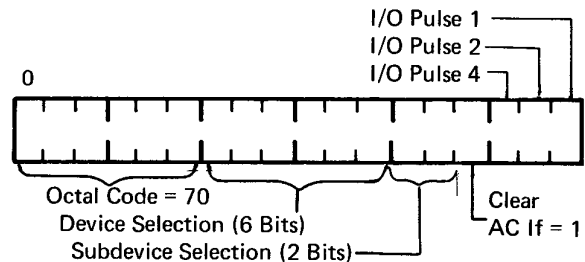 I/O Pulse 1
I/O Pulse 2
I/O Pulse 4
0
Octal Code = 70
Device Selection (6 Bits)
Subdevice Selection (2 Bits)
Clear
AC If = 1